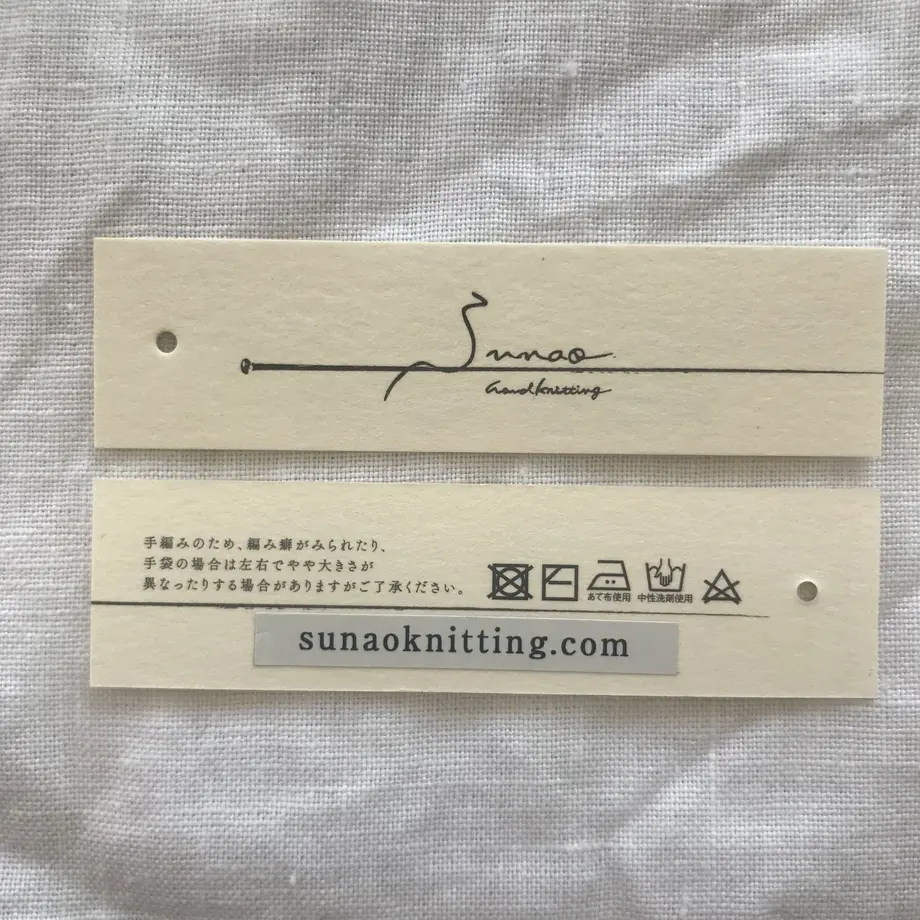 Sunao
handknitting
手編みのため、編み癖がみられたり、
手袋の場合は左右でやや大きさが
異なったりする場合がありますがご了承ください。
あて布使用 中性洗剤使用
sunaoknitting.com